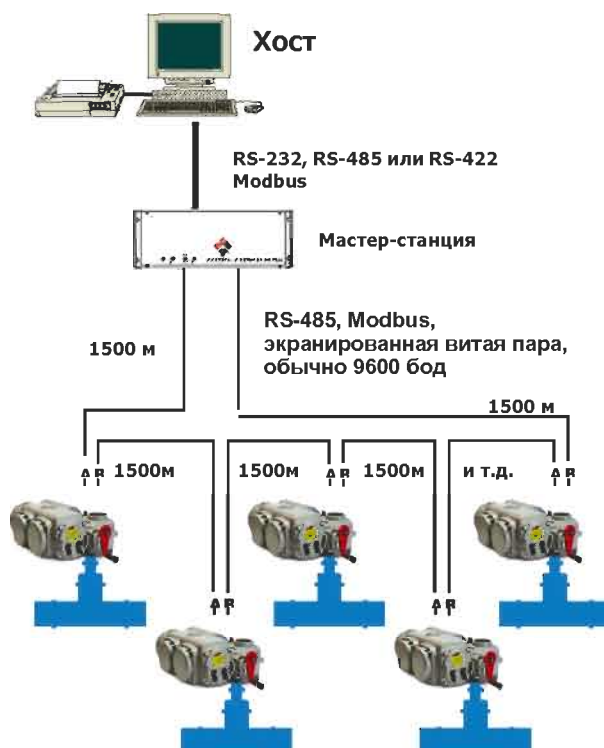 Хост
RS-232, RS-485 или RS-422
Modbus
Мастер-станция
RS-485, Modbus,
экранированная витая пара,
обычно 9600 бод
1500 м
1500 м
A B 1500м 1500м A B 1500м и т.д. A B
A B A B